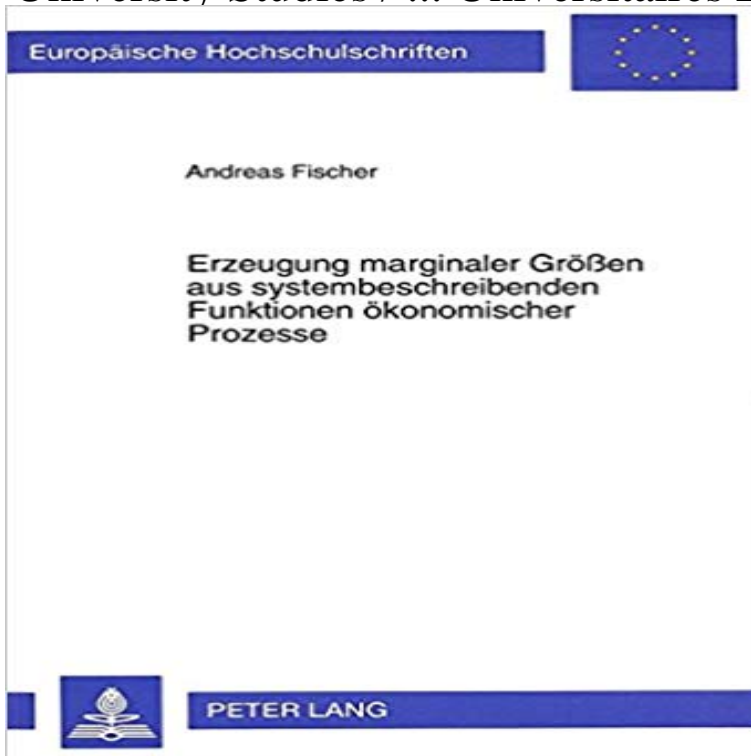 Europäische Hochschulschriften
Andreas Fischer
Erzeugung marginaler Größen
aus systembeschreibenden
Funktionen ökonomischer
Prozesse
PETER LANG